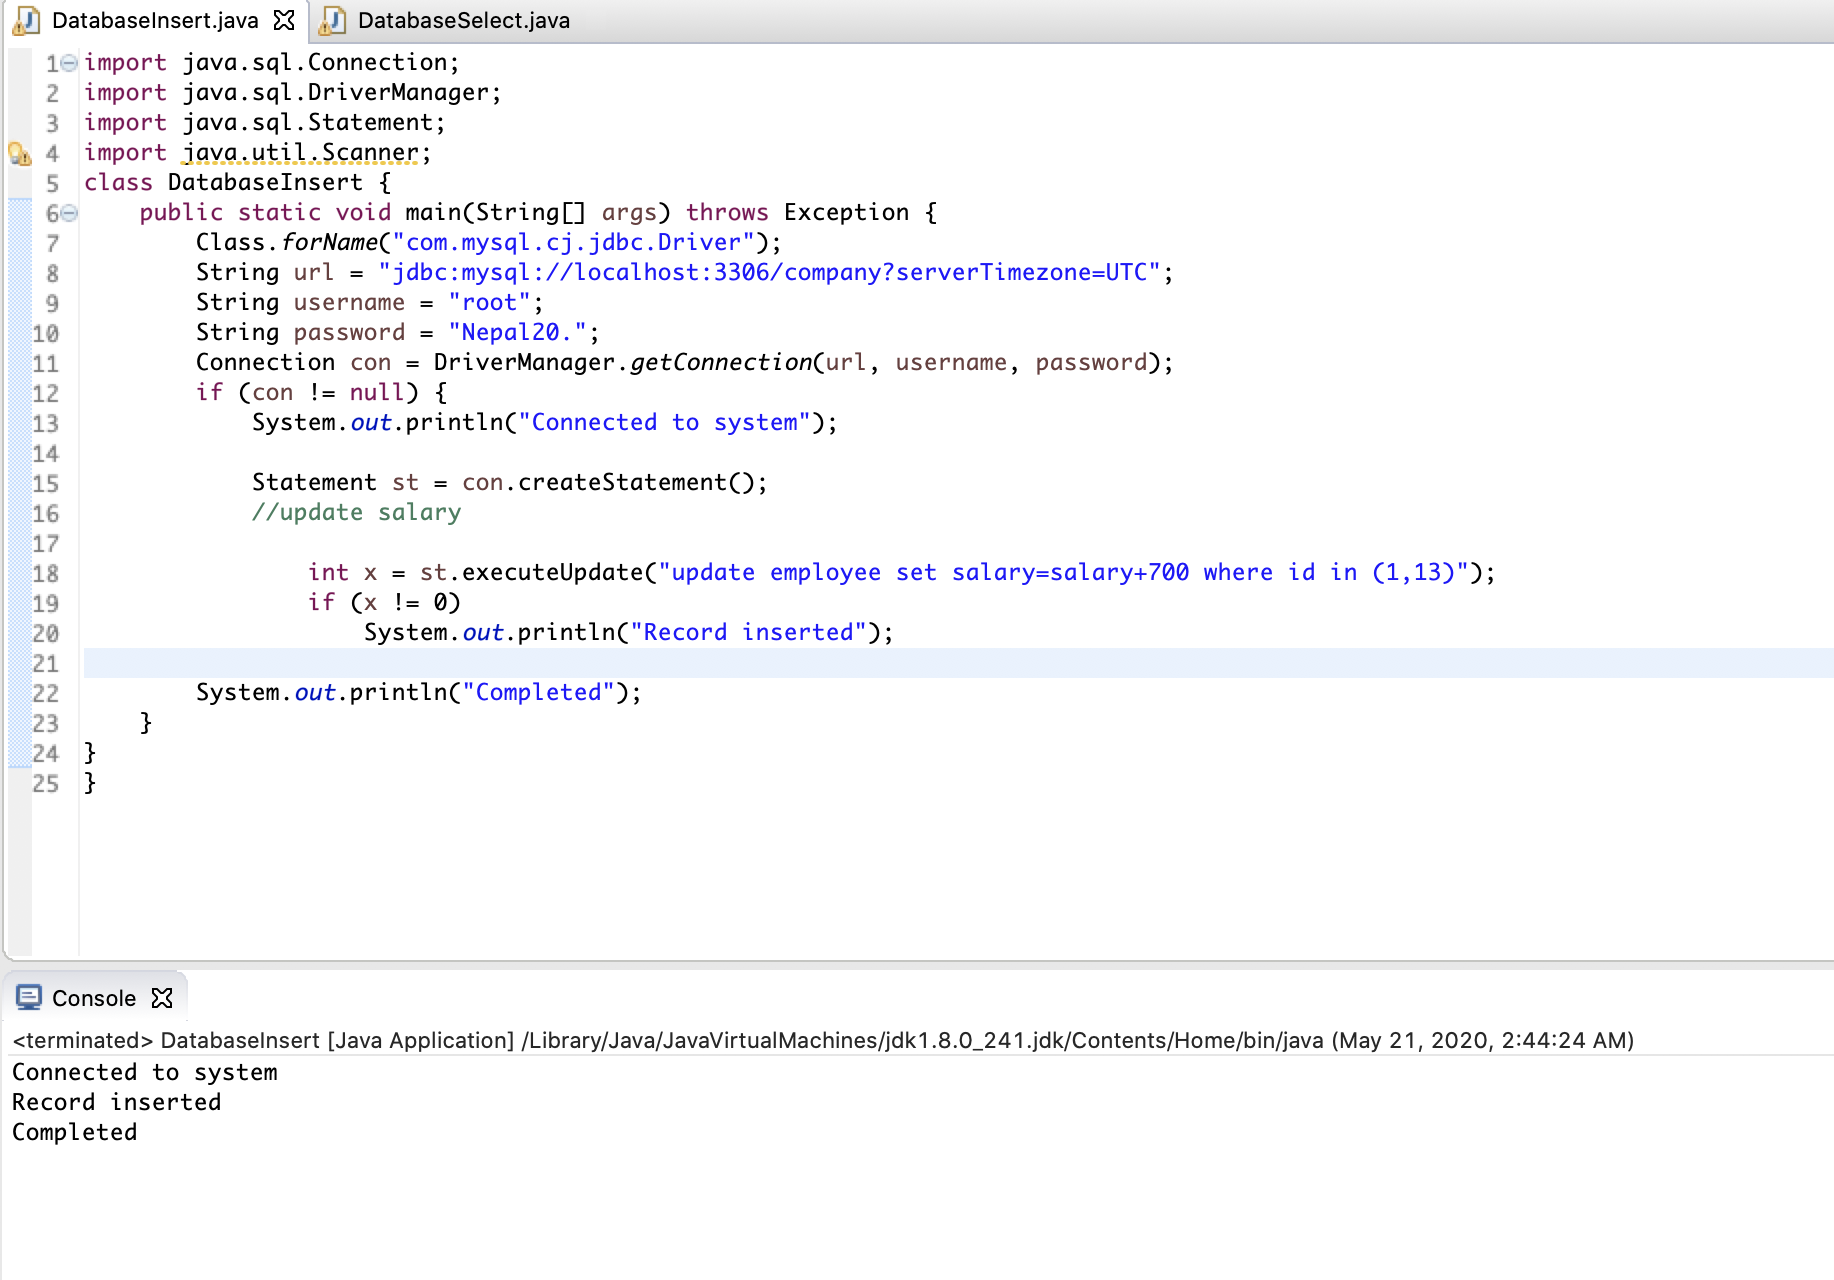 DatabaseInsert.java DatabaseSelect.java
1 import java.sql.Connection;
2 import java.sql.DriverManager;
3 import java.sql.Statement;
4 import java.util.Scanner;
5 class DatabaseInsert {
6     public static void main(String[] args) throws Exception {
7         Class.forName("com.mysql.cj.jdbc.Driver");
8         String url = "jdbc:mysql://localhost:3306/company?serverTimezone=UTC";
9         String username = "root";
10         String password = "Nepal20.";
11         Connection con = DriverManager.getConnection(url, username, password);
12         if (con != null) {
13             System.out.println("Connected to system");
14
15             Statement st = con.createStatement();
16             //update salary
17
18                 int x = st.executeUpdate("update employee set salary=salary+700 where id in (1,13)");
19                 if (x != 0)
20                     System.out.println("Record inserted");
21
22         System.out.println("Completed");
23     }
24 }
25 }
Console
<terminated> DatabaseInsert [Java Application] /Library/Java/JavaVirtualMachines/jdk1.8.0_241.jdk/Contents/Home/bin/java (May 21, 2020, 2:44:24 AM)
Connected to system
Record inserted
Completed